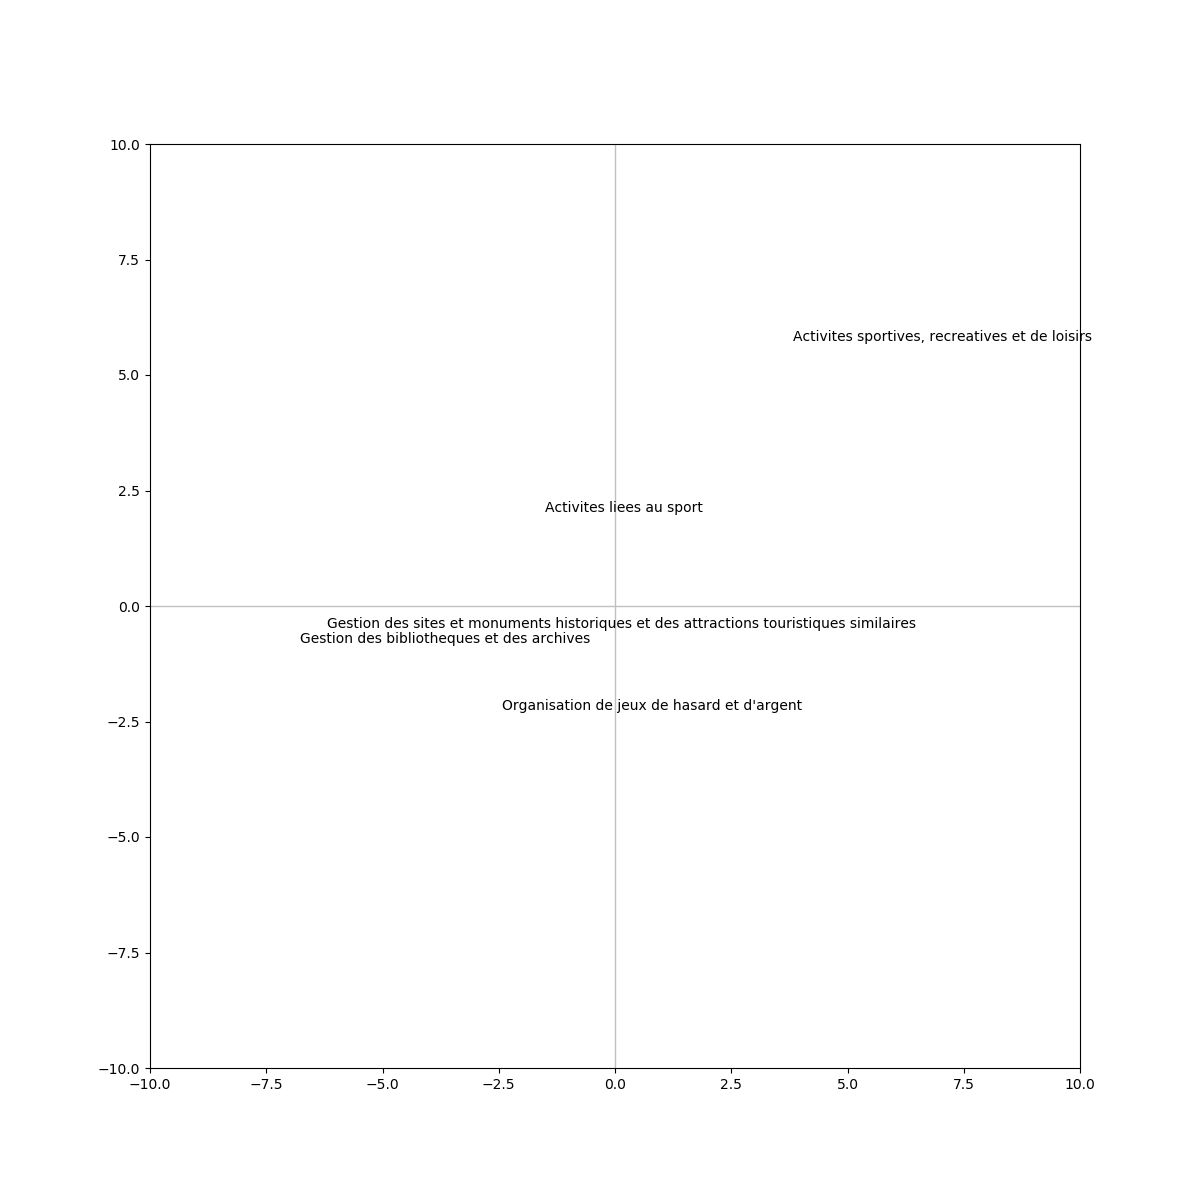 10.0
7.5
Activites sportives, recreatives et de loisirs
5.0
2.5
Activites liees au sport
0.0
Gestion des sites et monuments historiques et des attractions touristiques similaires
Gestion des bibliotheques et des archives
Organisation de jeux de hasard et d'argent
−2.5
−5.0
−7.5
−10.0
−10.0 −7.5 −5.0 −2.5 0.0 2.5 5.0 7.5 10.0